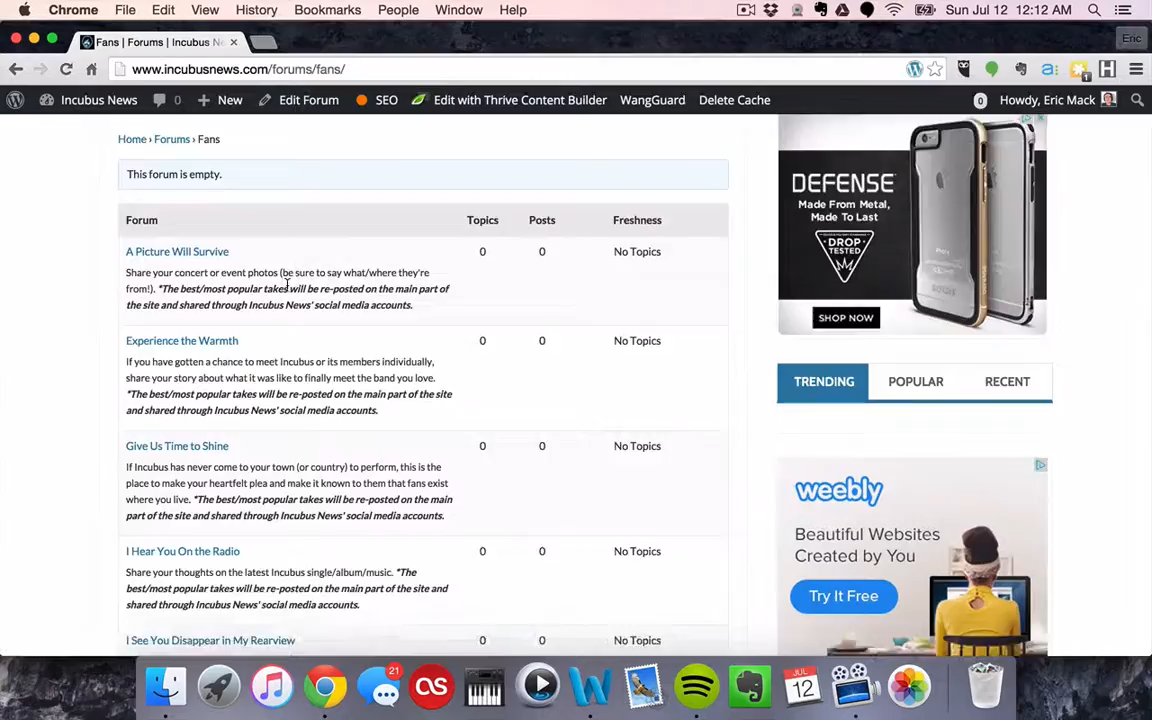 Chrome File Edit View History Bookmarks People Window Help Sun Jul 12 12:12 AM
Fans | Forums | Incubus Ne Eric
www.incubusnews.com/forums/fans/
Incubus News 0 New Edit Forum SEO Edit with Thrive Content Builder WangGuard Delete Cache 0 Howdy, Eric Mack
Home › Forums › Fans
This forum is empty.
Forum Topics Posts Freshness
A Picture Will Survive 0 0 No Topics
Share your concert or event photos (be sure to say what/where they're
from!). *The best/most popular takes will be re-posted on the main part of
the site and shared through Incubus News' social media accounts.
Experience the Warmth 0 0 No Topics
If you have gotten a chance to meet Incubus or its members individually,
share your story about what it was like to finally meet the band you love.
*The best/most popular takes will be re-posted on the main part of the site
and shared through Incubus News' social media accounts.
Give Us Time to Shine 0 0 No Topics
If Incubus has never come to your town (or country) to perform, this is the
place to make your heartfelt plea and make it known to them that fans exist
where you live. *The best/most popular takes will be re-posted on the main
part of the site and shared through Incubus News' social media accounts.
I Hear You On the Radio 0 0 No Topics
Share your thoughts on the latest Incubus single/album/music. *The
best/most popular takes will be re-posted on the main part of the site and
shared through Incubus News' social media accounts.
I See You Disappear in My Rearview 0 0 No Topics
DEFENSE
Made From Metal,
Made To Last
DROP
TESTED
SHOP NOW
TRENDING POPULAR RECENT
weebly
Beautiful Websites
Created by You
Try It Free
21
JUL
12